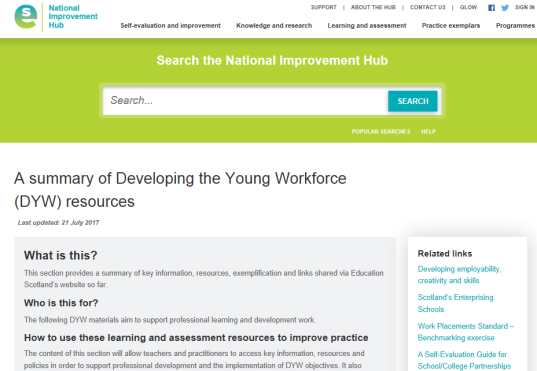 National
Improvement
Hub
SUPPORT | ABOUT THE HUB | CONTACT US | GLOW SIGN IN
Self-evaluation and improvement Knowledge and research Learning and assessment Practice exemplars Programmes
Search the National Improvement Hub
Search...
SEARCH
POPULAR SEARCHES HELP
A summary of Developing the Young Workforce
(DYW) resources
Last updated: 21 July 2017
What is this?
This section provides a summary of key information, resources, exemplification and links shared via Education
Scotland's website so far.
Who is this for?
The following DYW materials aim to support professional learning and development work.
How to use these learning and assessment resources to improve practice
The content of this section will allow teachers and practitioners to access key information, resources and
policies in order to support professional development and the implementation of DYW objectives. It also
Related links
Developing employability,
creativity and skills
Scotland's Enterprising
Schools
Work Placements Standard –
Benchmarking exercise
A Self-Evaluation Guide for
School/College Partnerships